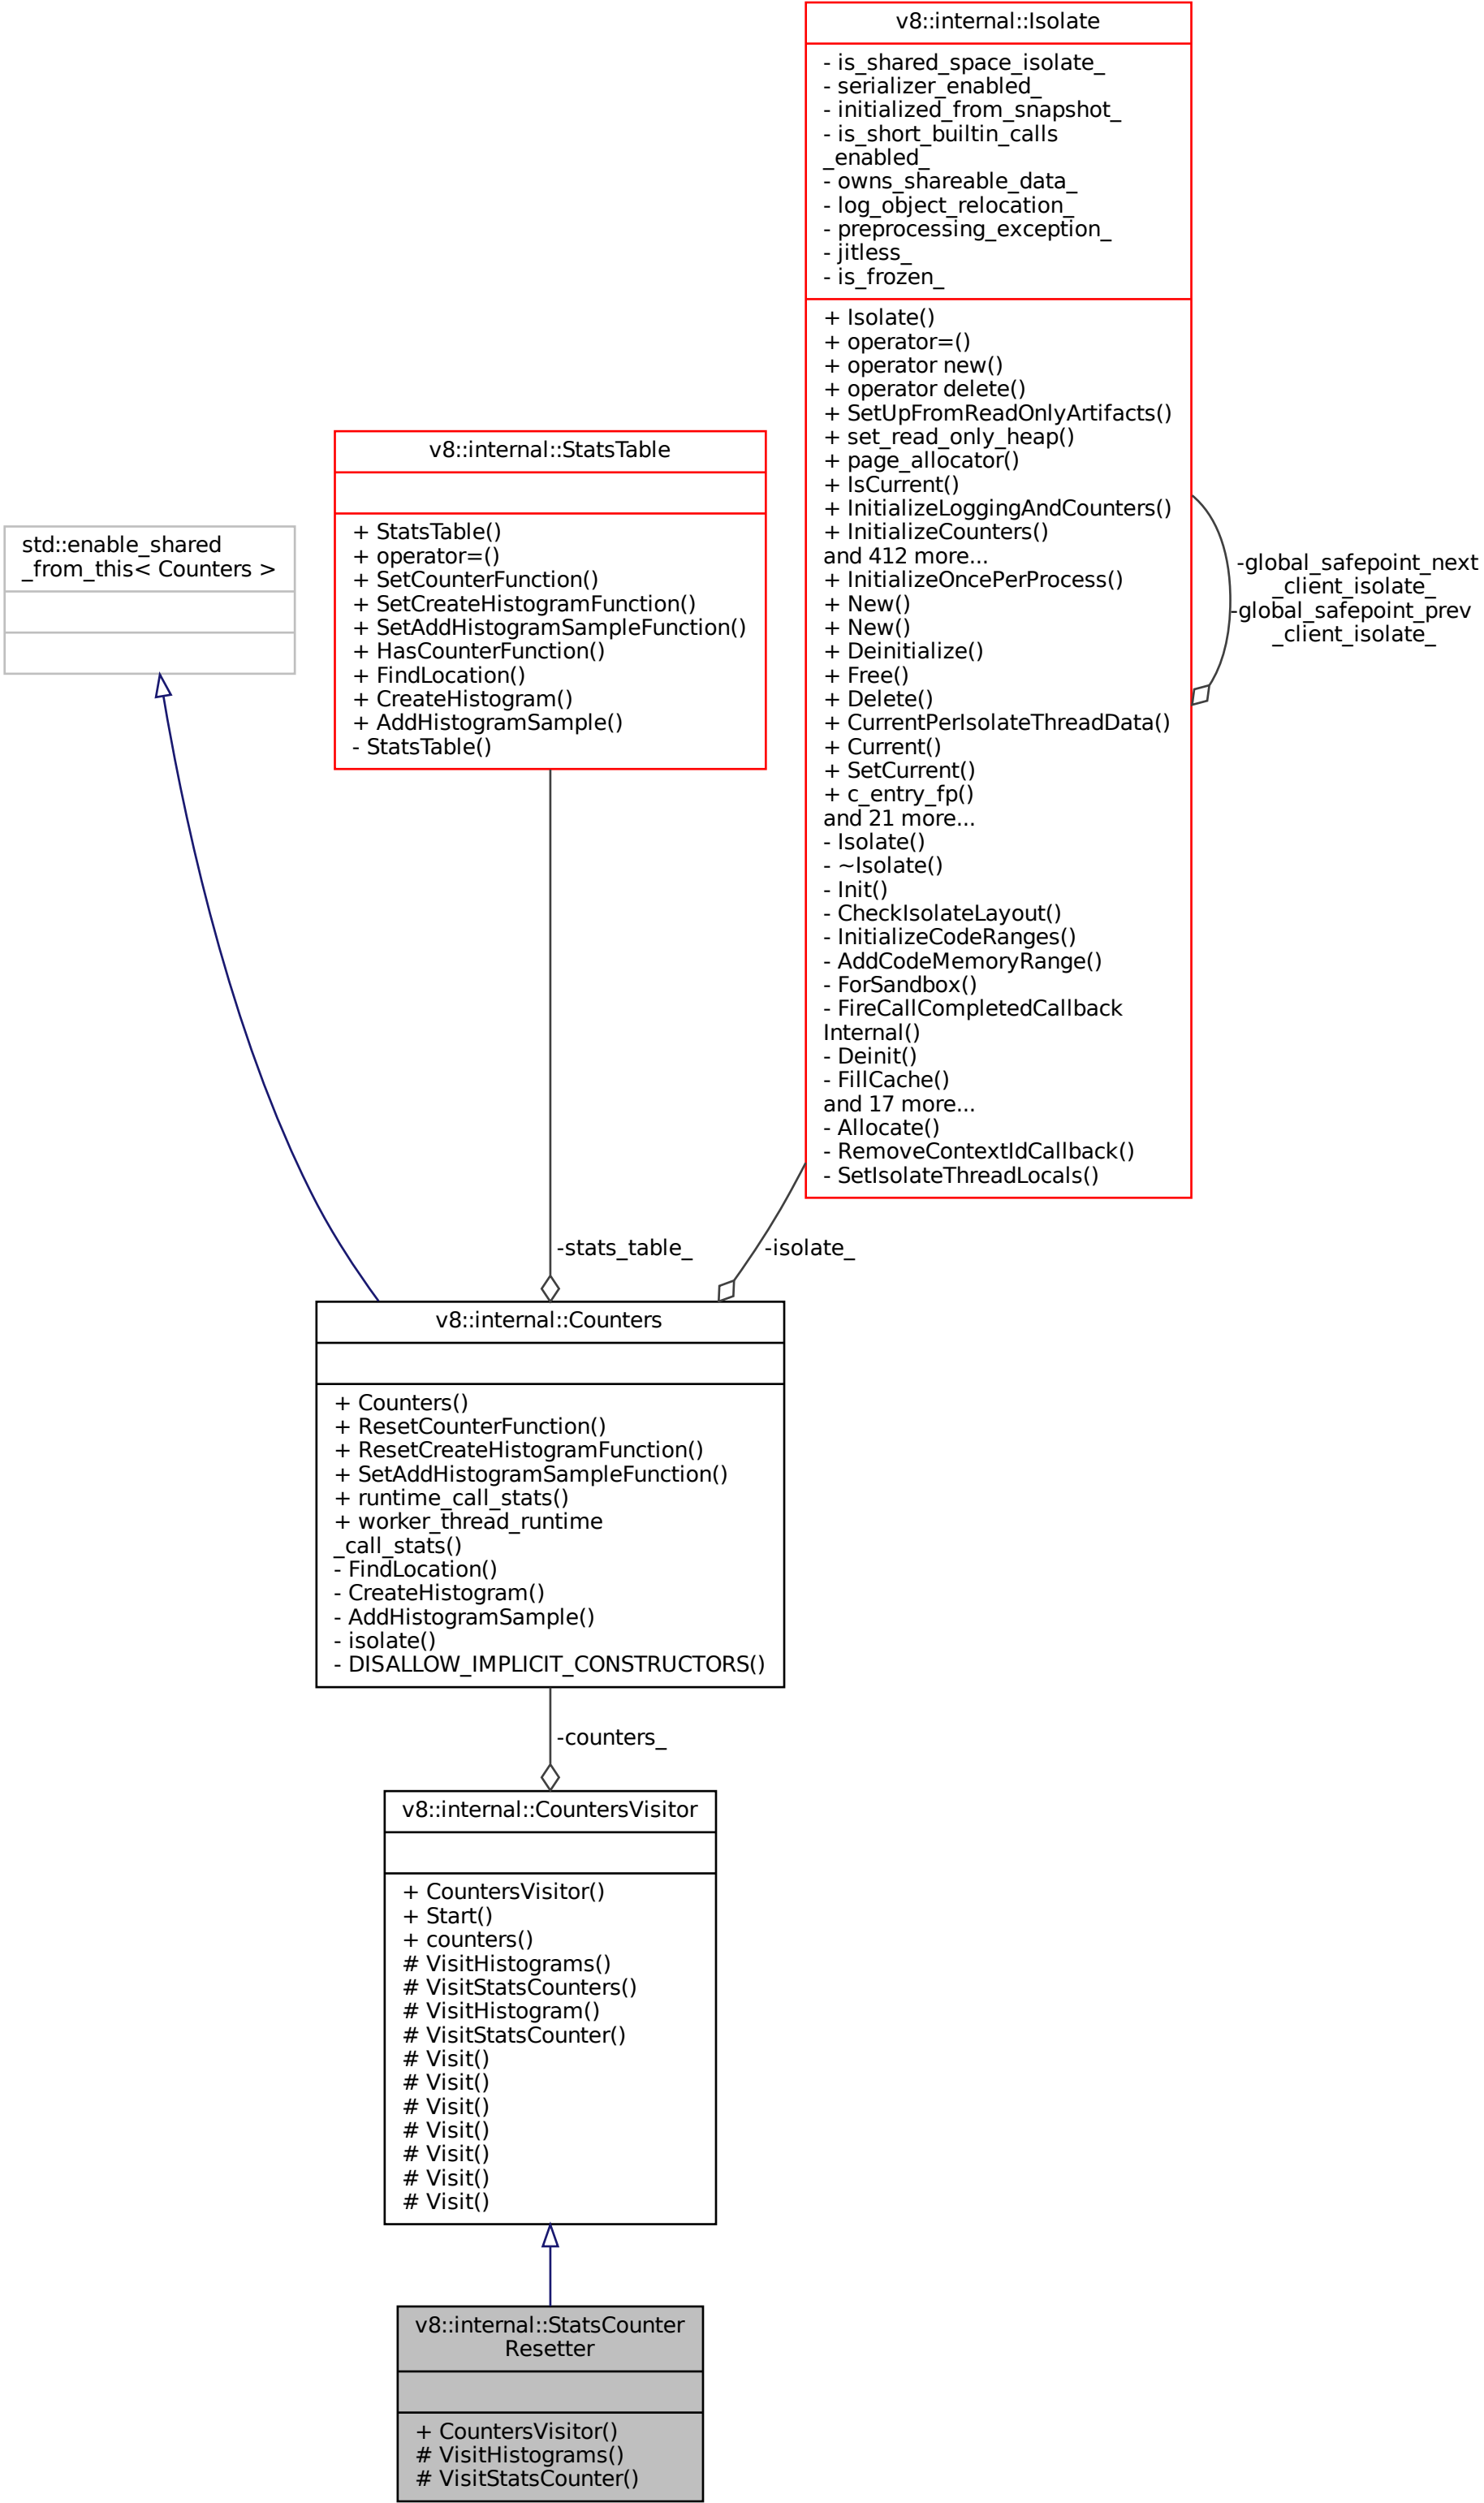 v8::internal::Isolate
- is_shared_space_isolate_
- serializer_enabled_
- initialized_from_snapshot_
- is_short_builtin_calls
_enabled_
- owns_shareable_data_
- log_object_relocation_
- preprocessing_exception_
- jitless_
- is_frozen_
+ Isolate()
+ operator=()
+ operator new()
+ operator delete()
+ SetUpFromReadOnlyArtifacts()
+ set_read_only_heap()
+ page_allocator()
+ IsCurrent()
+ InitializeLoggingAndCounters()
+ InitializeCounters()
and 412 more...
+ InitializeOncePerProcess()
+ New()
+ New()
+ Deinitialize()
+ Free()
+ Delete()
+ CurrentPerIsolateThreadData()
+ Current()
+ SetCurrent()
+ c_entry_fp()
and 21 more...
- Isolate()
- ~Isolate()
- Init()
- CheckIsolateLayout()
- InitializeCodeRanges()
- AddCodeMemoryRange()
- ForSandbox()
- FireCallCompletedCallback
Internal()
- Deinit()
- FillCache()
and 17 more...
- Allocate()
- RemoveContextIdCallback()
- SetIsolateThreadLocals()
-global_safepoint_next
_client_isolate_
-global_safepoint_prev
_client_isolate_
v8::internal::StatsTable
+ StatsTable()
+ operator=()
+ SetCounterFunction()
+ SetCreateHistogramFunction()
+ SetAddHistogramSampleFunction()
+ HasCounterFunction()
+ FindLocation()
+ CreateHistogram()
+ AddHistogramSample()
- StatsTable()
std::enable_shared
_from_this< Counters >
-stats_table_
-isolate_
v8::internal::Counters
+ Counters()
+ ResetCounterFunction()
+ ResetCreateHistogramFunction()
+ SetAddHistogramSampleFunction()
+ runtime_call_stats()
+ worker_thread_runtime
_call_stats()
- FindLocation()
- CreateHistogram()
- AddHistogramSample()
- isolate()
- DISALLOW_IMPLICIT_CONSTRUCTORS()
-counters_
v8::internal::CountersVisitor
+ CountersVisitor()
+ Start()
+ counters()
# VisitHistograms()
# VisitStatsCounters()
# VisitHistogram()
# VisitStatsCounter()
# Visit()
# Visit()
# Visit()
# Visit()
# Visit()
# Visit()
# Visit()
v8::internal::StatsCounter
Resetter
+ CountersVisitor()
# VisitHistograms()
# VisitStatsCounter()